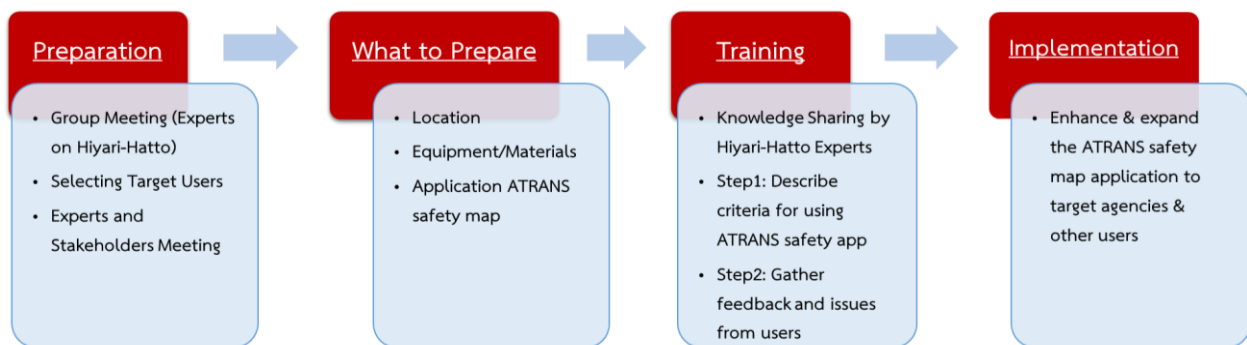 Preparation
• Group Meeting (Experts
on Hiyari-Hatto)
• Selecting Target Users
• Experts and
Stakeholders Meeting
What to Prepare
• Location
• Equipment/Materials
• Application ATRANS
safety map
Training
• Knowledge Sharing by
Hiyari-Hatto Experts
• Step1: Describe
criteria for using
ATRANS safety app
• Step2: Gather
feedback and issues
from users
Implementation
• Enhance & expand
the ATRANS safety
map application to
target agencies &
other users